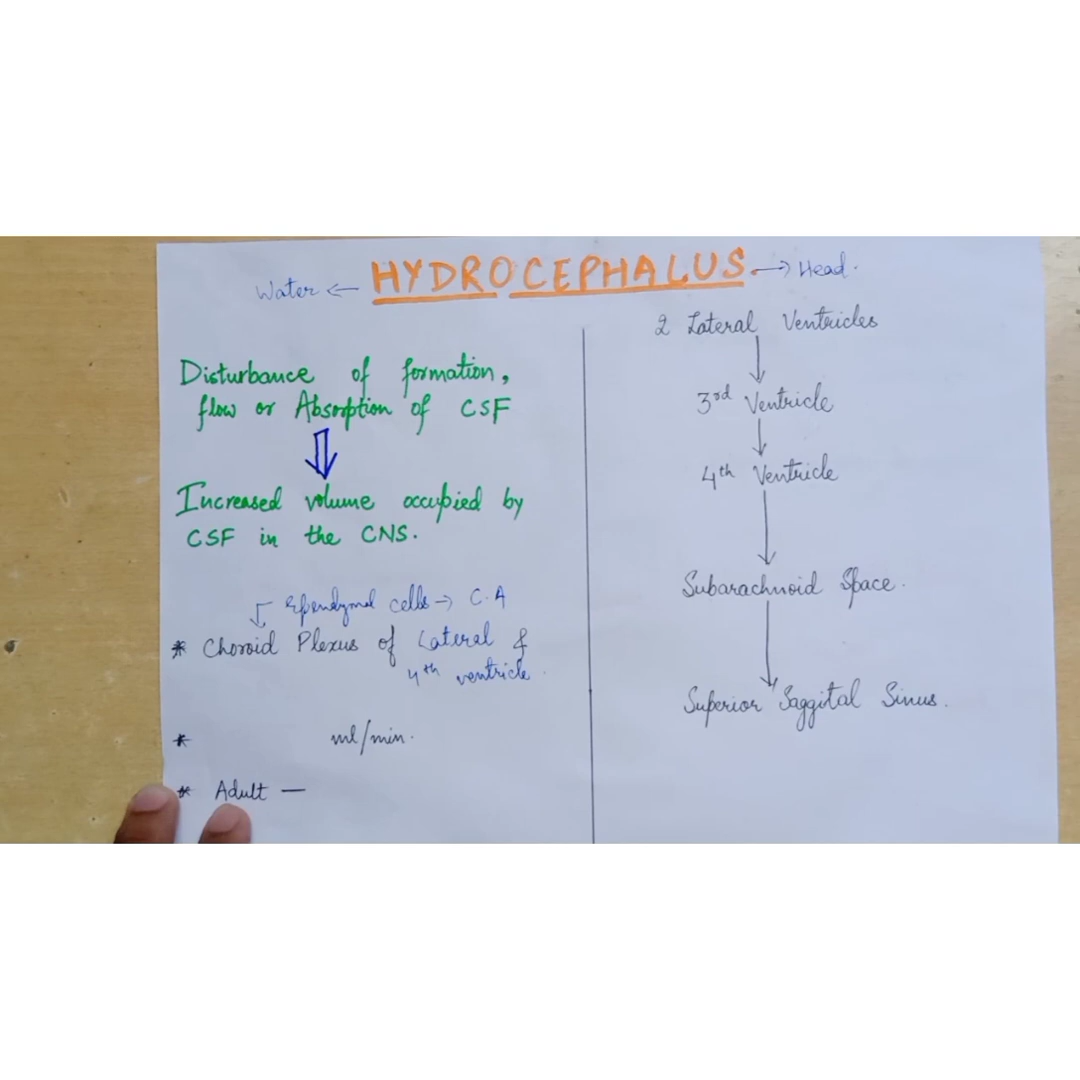 HYDROCEPHALUS → Head.
Water ←
Disturbance of formation,
flow or Absorption of CSF
Increased volume occupied by
CSF in the CNS.
Ependymal cells → C.A
* Choroid Plexus of Lateral &
4th ventricle.
* ml/min.
* Adult —
2 Lateral Ventricles
3rd Ventricle
4th Ventricle
Subarachnoid Space.
Superior Saggital Sinus.